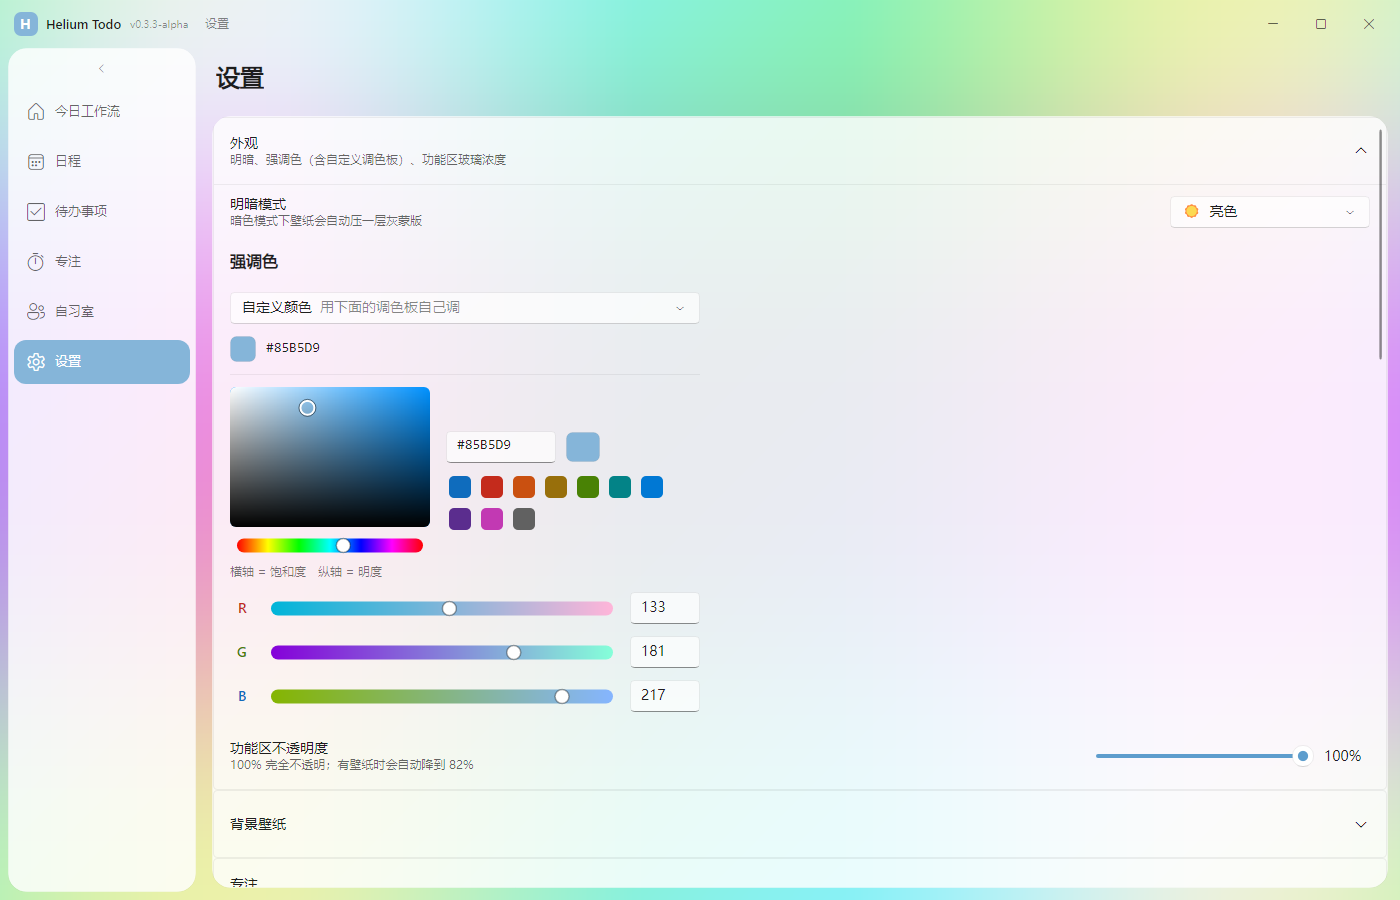 H Helium Todo v0.3.3-alpha 设置
今日工作流
日程
待办事项
专注
自习室
设置
设置
外观
明暗、强调色（含自定义调色板）、功能区玻璃浓度
明暗模式
暗色模式下壁纸会自动压一层灰蒙版
亮色
强调色
自定义颜色 用下面的调色板自己调
#85B5D9
#85B5D9
横轴 = 饱和度 纵轴 = 明度
R 133
G 181
B 217
功能区不透明度
100% 完全不透明；有壁纸时会自动降到 82%
100%
背景壁纸
专注